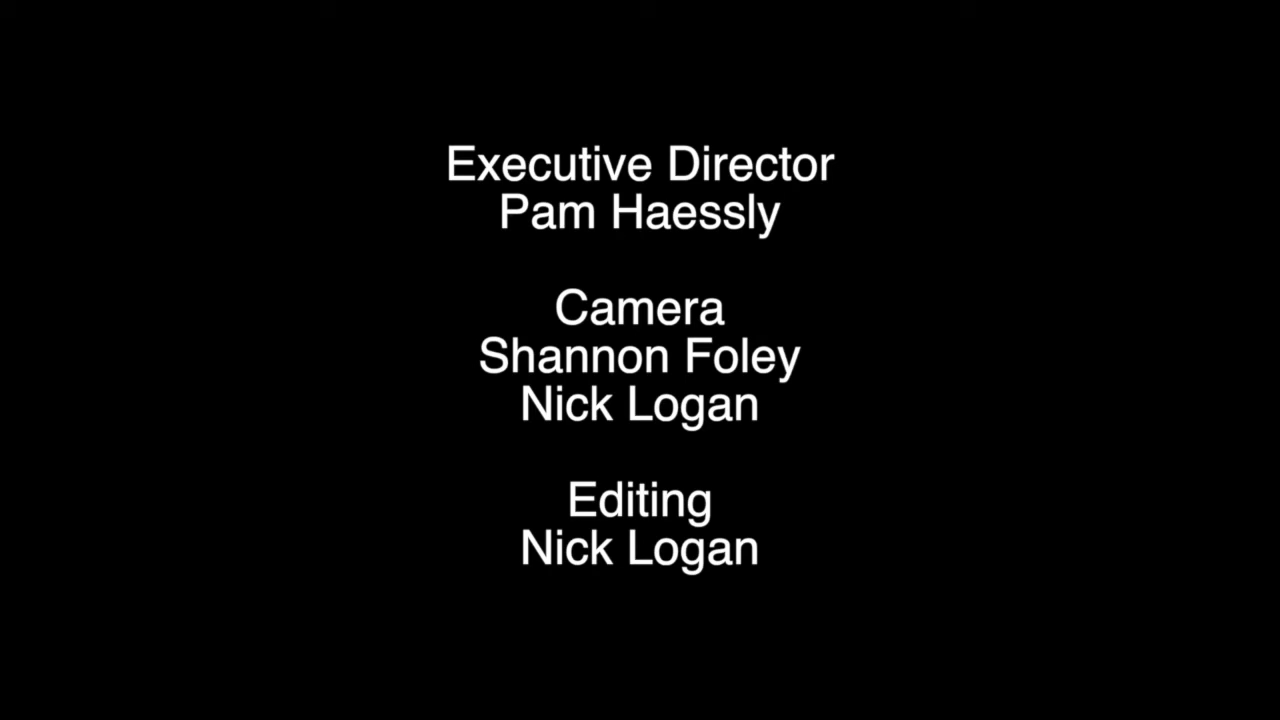 Executive Director
Pam Haessly
Camera
Shannon Foley
Nick Logan
Editing
Nick Logan